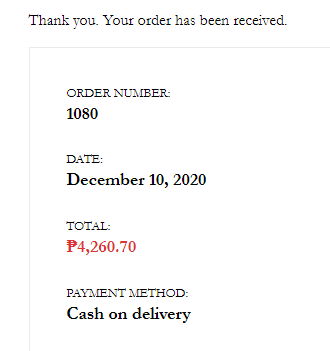 Thank you. Your order has been received.
ORDER NUMBER:
1080
DATE:
December 10, 2020
TOTAL:
₱4,260.70
PAYMENT METHOD:
Cash on delivery